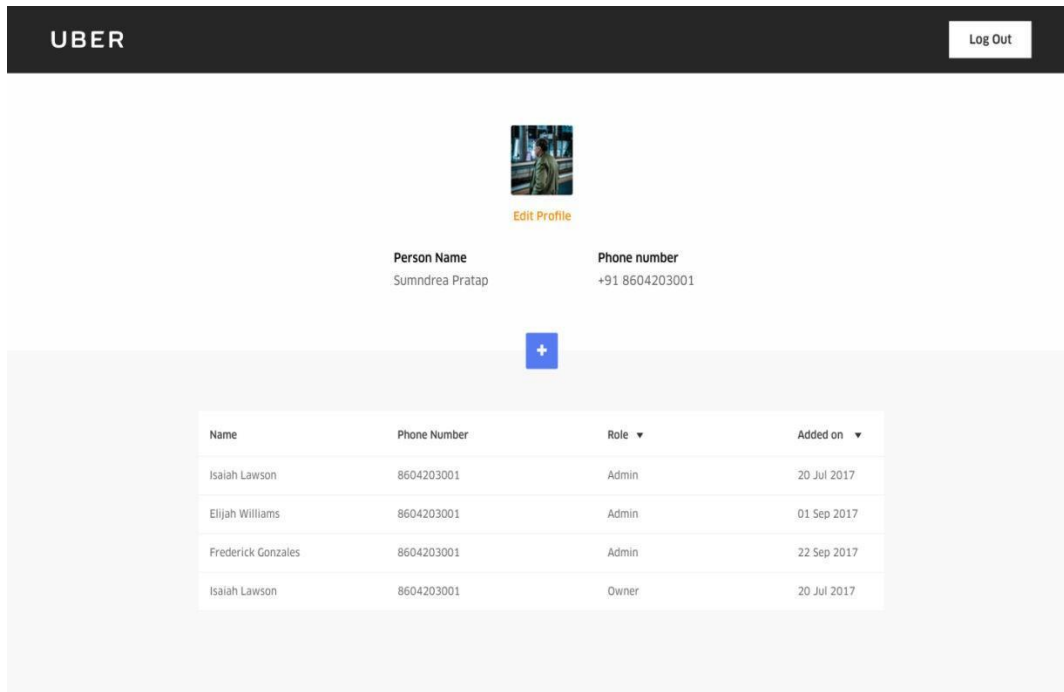 UBER
Log Out
Edit Profile
Person Name Phone number
Sumndrea Pratap +91 8604203001
+
Name Phone Number Role ▼ Added on ▼
Isaiah Lawson 8604203001 Admin 20 Jul 2017
Elijah Williams 8604203001 Admin 01 Sep 2017
Frederick Gonzales 8604203001 Admin 22 Sep 2017
Isaiah Lawson 8604203001 Owner 20 Jul 2017